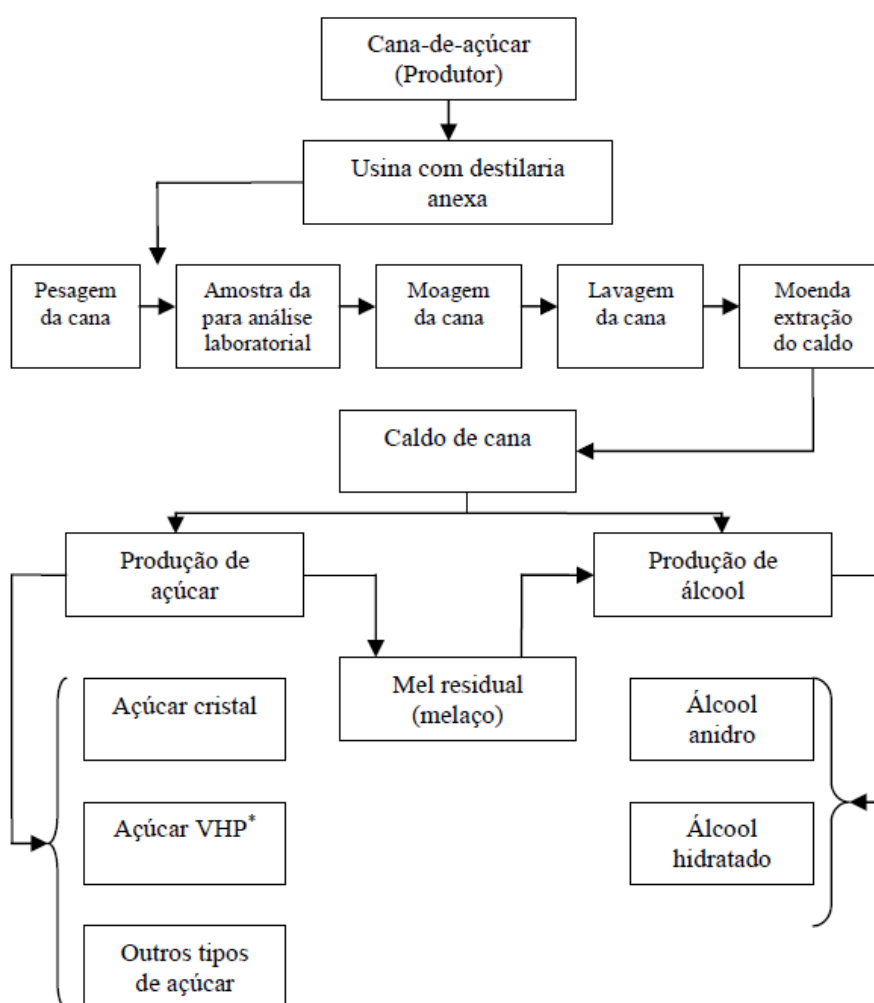 Cana-de-açúcar
(Produtor)
Usina com destilaria
anexa
Pesagem
da cana
Amostra da
para análise
laboratorial
Moagem
da cana
Lavagem
da cana
Moenda
extração
do caldo
Caldo de cana
Produção de
açúcar
Produção de
álcool
Mel residual
(melaço)
Açúcar cristal
Álcool
anidro
Açúcar VHP*
Álcool
hidratado
Outros tipos
de açúcar